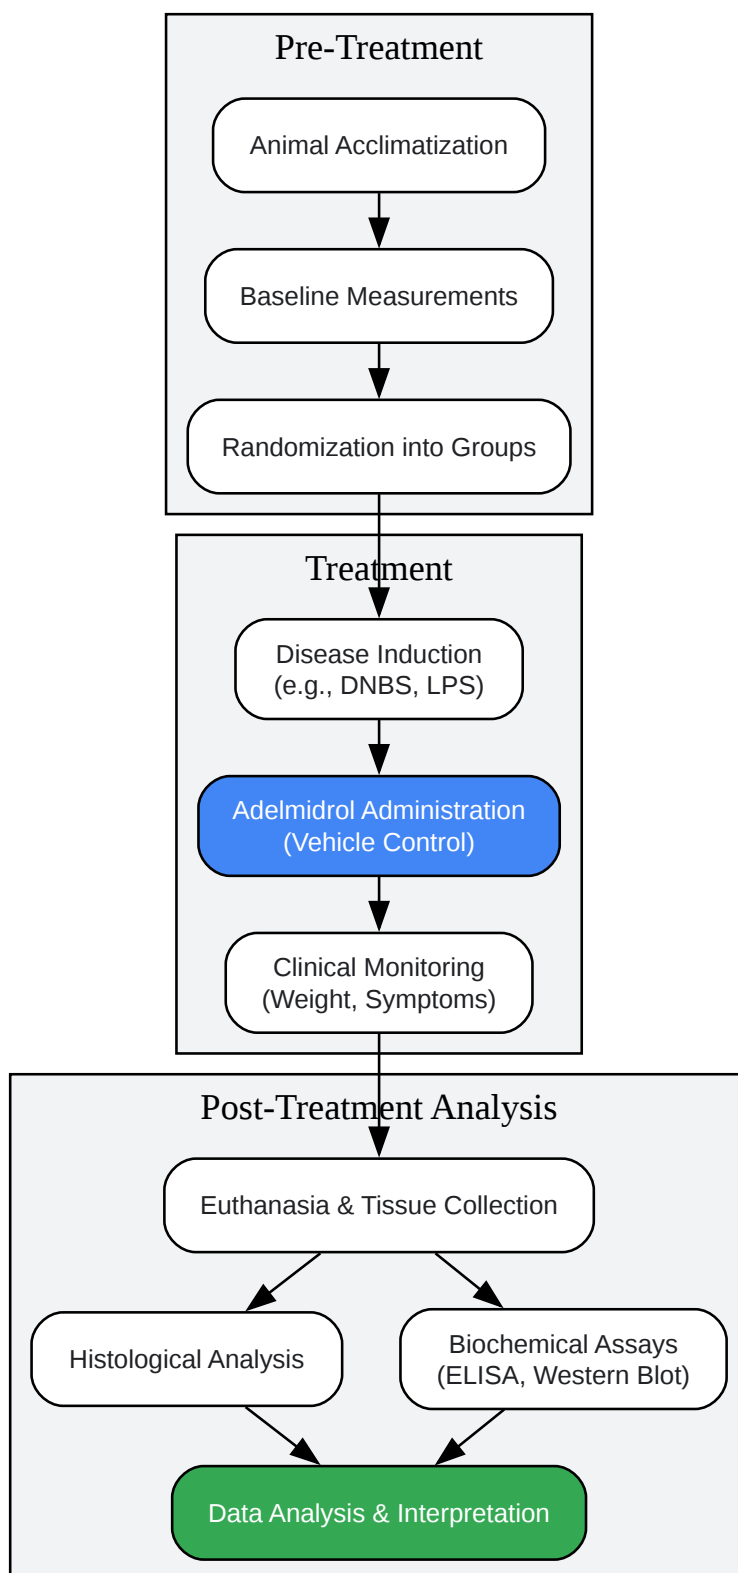 Pre-Treatment
Animal Acclimatization
Baseline Measurements
Randomization into Groups
Treatment
Disease Induction
(e.g., DNBS, LPS)
Adelmidrol Administration
(Vehicle Control)
Clinical Monitoring
(Weight, Symptoms)
Post-Treatment Analysis
Euthanasia & Tissue Collection
Histological Analysis
Biochemical Assays
(ELISA, Western Blot)
Data Analysis & Interpretation